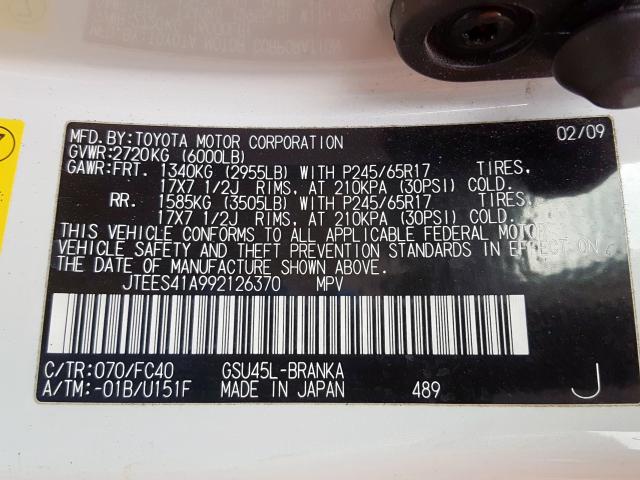 MFD.BY:TOYOTA MOTOR CORPORATION 02/09
GVWR:2720KG (6000LB)
GAWR:FRT. 1340KG (2955LB) WITH P245/65R17 TIRES,
17X7 1/2J RIMS, AT 210KPA (30PSI) COLD.
RR. 1585KG (3505LB) WITH P245/65R17 TIRES,
17X7 1/2J RIMS, AT 210KPA (30PSI) COLD.
THIS VEHICLE CONFORMS TO ALL APPLICABLE FEDERAL MOTOR
VEHICLE SAFETY AND THEFT PREVENTION STANDARDS IN EFFECT ON
THE DATE OF MANUFACTURE SHOWN ABOVE.
JTEES41A992126370 MPV
C/TR:070/FC40 GSU45L-BRANKA
A/TM:-01B/U151F MADE IN JAPAN 489 J